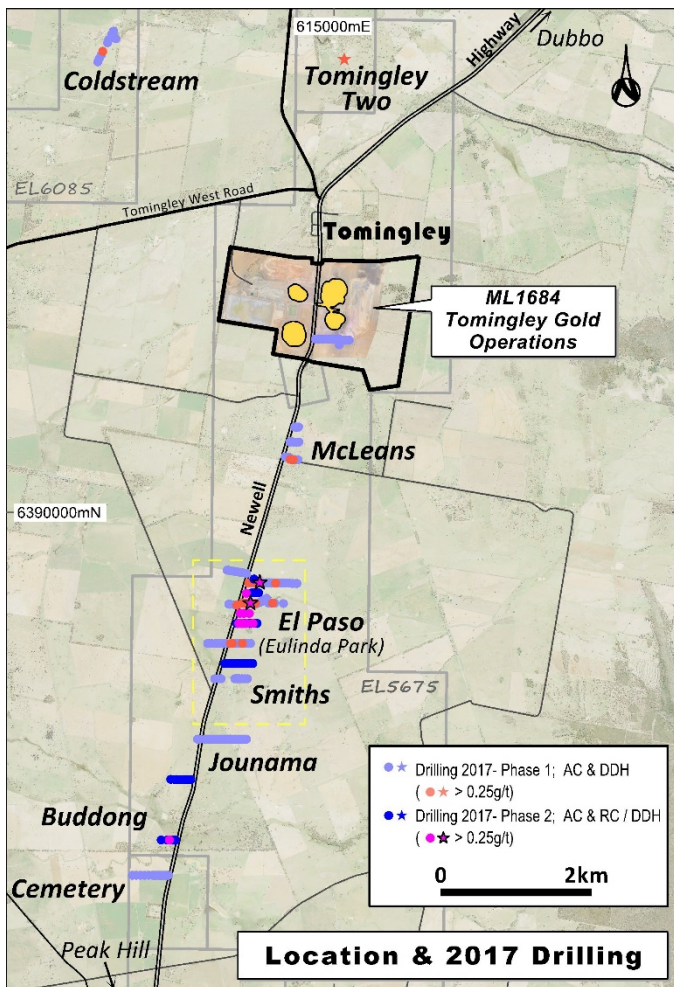 615000mE
Highway
Dubbo
Coldstream
Tomingley
Two
N
EL6085
Tomingley West Road
Tomingley
ML1684
Tomingley Gold
Operations
McLeans
6390000mN
Newell
El Paso
(Eulinda Park)
EL5675
Smiths
Jounama
Drilling 2017- Phase 1; AC & DDH
( > 0.25g/t)
Drilling 2017- Phase 2; AC & RC / DDH
( > 0.25g/t)
Buddong
0 2km
Cemetery
Peak Hill
Location & 2017 Drilling